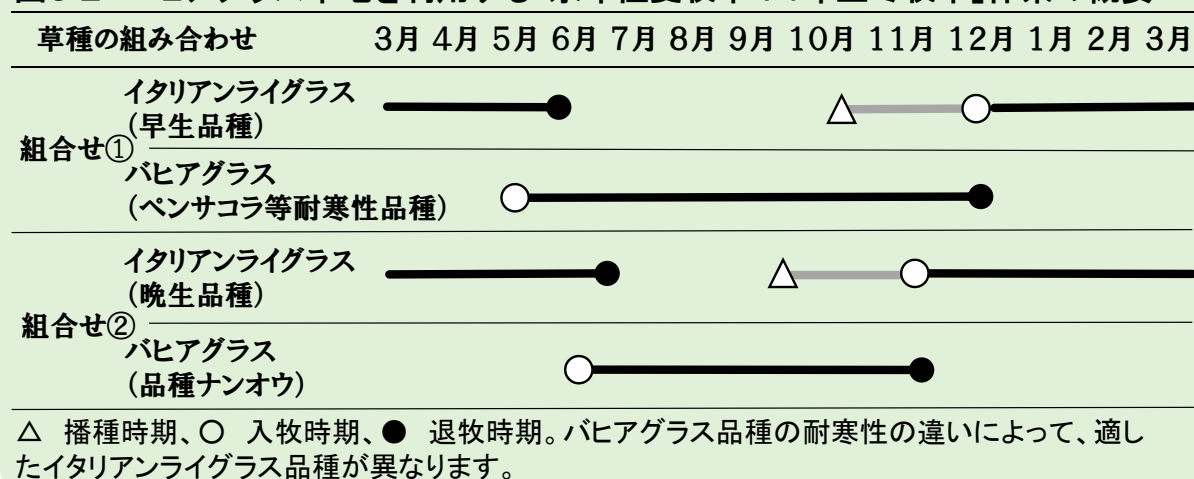 草種の組み合わせ 3月 4月 5月 6月 7月 8月 9月 10月 11月 12月 1月 2月 3月
イタリアンライグラス
(早生品種)
組合せ①
バヒアグラス
(ペンサコラ等耐寒性品種)
イタリアンライグラス
(晩生品種)
組合せ②
バヒアグラス
(品種ナンオウ)
△ 播種時期、○ 入牧時期、● 退牧時期。バヒアグラス品種の耐寒性の違いによって、適し
たイタリアンライグラス品種が異なります。